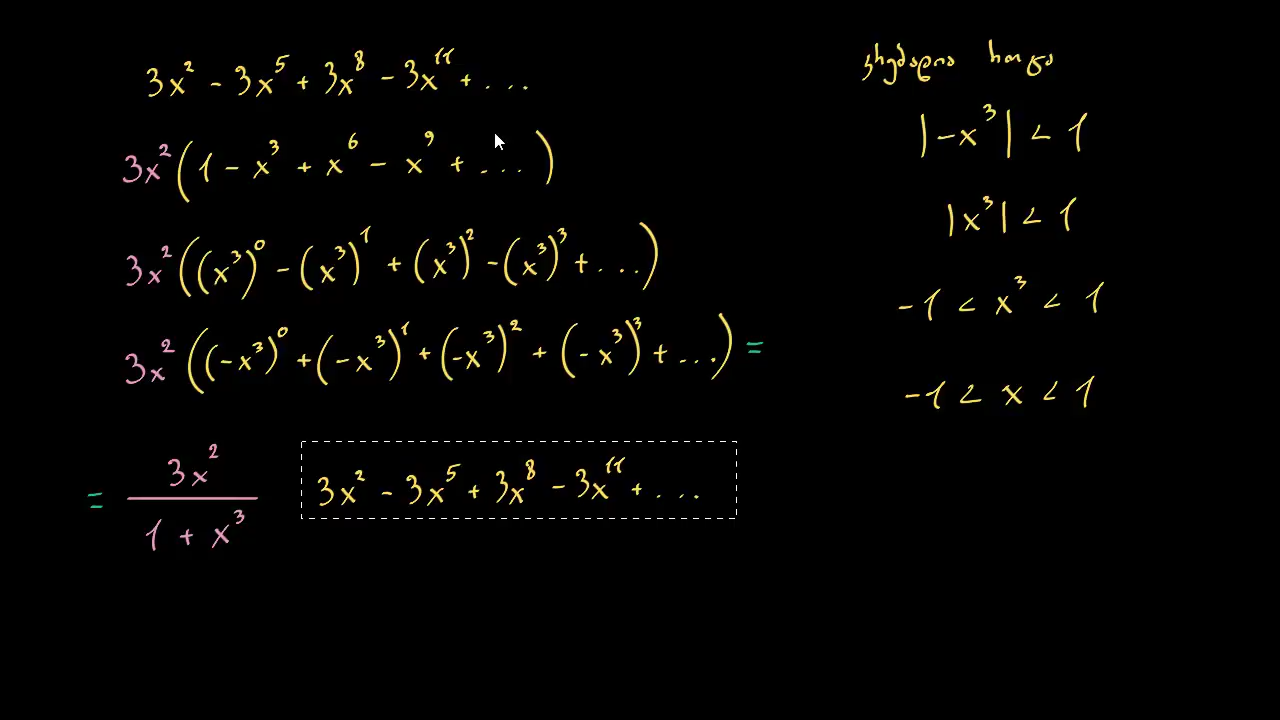 3x² - 3x⁵ + 3x⁸ - 3x¹¹ + ...
3x²(1 - x³ + x⁶ - x⁹ + ...)
3x²((x³)⁰ - (x³)¹ + (x³)² - (x³)³ + ...)
3x²((-x³)⁰ + (-x³)¹ + (-x³)² + (-x³)³ + ...) =
= 3x² / (1 + x³)
3x² - 3x⁵ + 3x⁸ - 3x¹¹ + ...
კრებადია როცა
|-x³| < 1
|x³| < 1
-1 < x³ < 1
-1 < x < 1